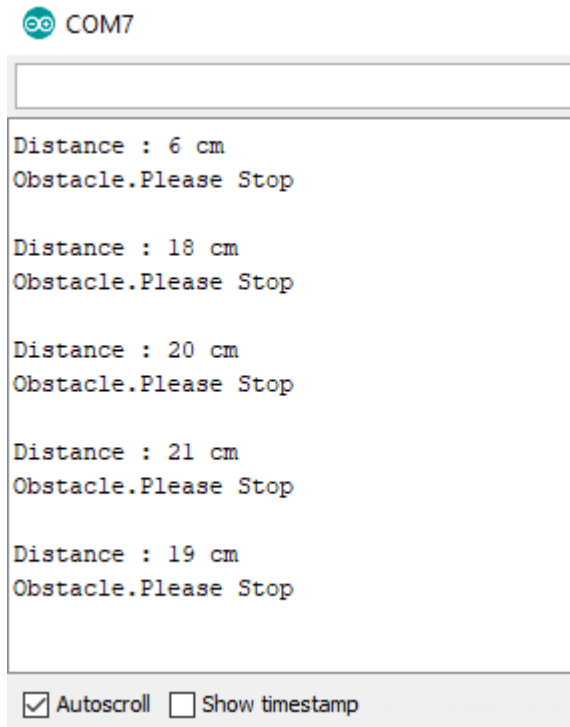 COM7
Distance : 6 cm
Obstacle.Please Stop
Distance : 18 cm
Obstacle.Please Stop
Distance : 20 cm
Obstacle.Please Stop
Distance : 21 cm
Obstacle.Please Stop
Distance : 19 cm
Obstacle.Please Stop
Autoscroll Show timestamp